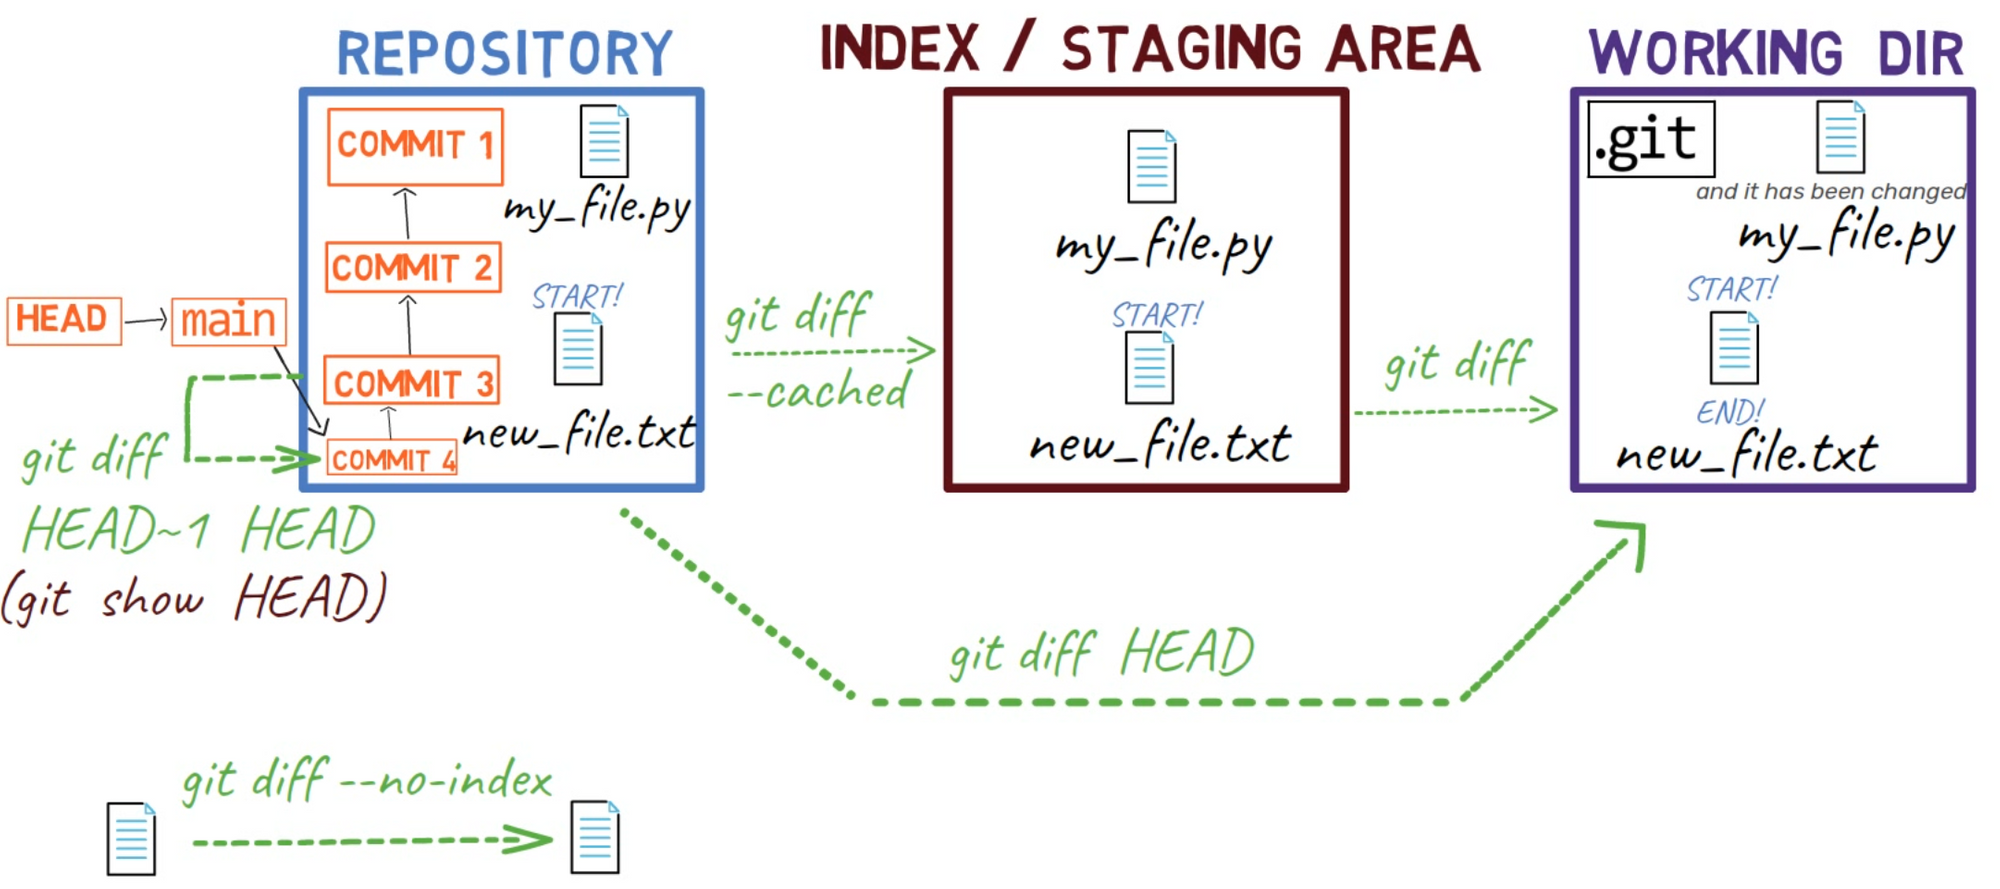 REPOSITORY
INDEX / STAGING AREA
WORKING DIR
HEAD
main
COMMIT 1
COMMIT 2
COMMIT 3
COMMIT 4
my_file.py
START!
new_file.txt
git diff
HEAD~1 HEAD
(git show HEAD)
git diff
--cached
my_file.py
START!
new_file.txt
git diff
.git
and it has been changed
my_file.py
START!
END!
new_file.txt
git diff HEAD
git diff --no-index